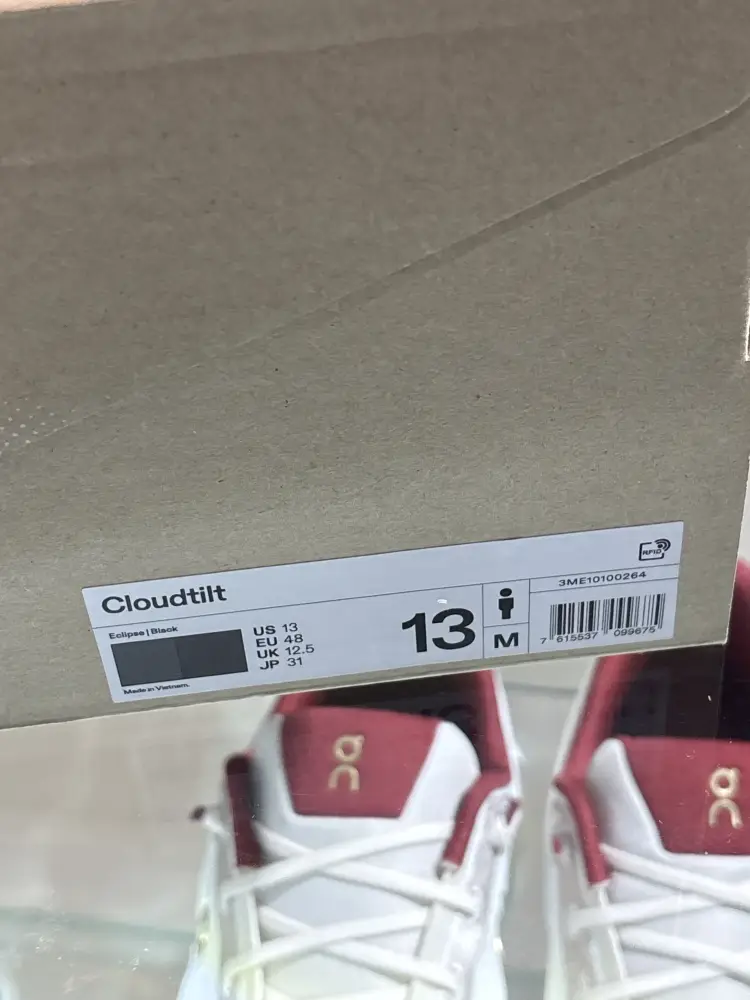 RFID
Cloudtilt
3ME10100264
Eclipse | Black
US 13
EU 48
UK 12.5
JP 31
13
M
7 615537 099675
Made in Vietnam.